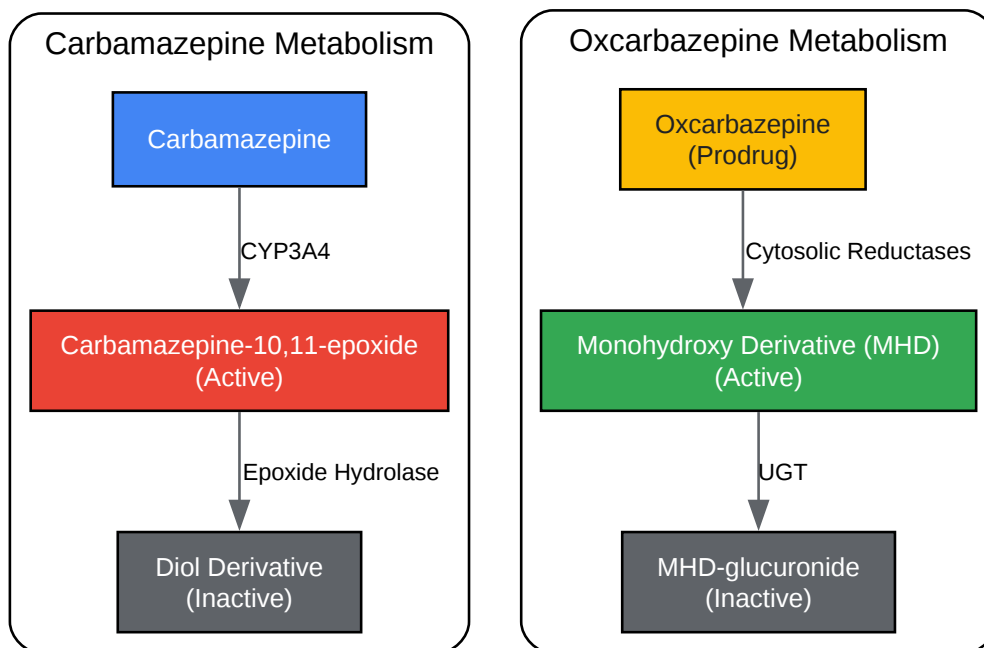 Carbamazepine Metabolism
Carbamazepine
CYP3A4
Carbamazepine-10,11-epoxide
(Active)
Epoxide Hydrolase
Diol Derivative
(Inactive)
Oxcarbazepine Metabolism
Oxcarbazepine
(Prodrug)
Cytosolic Reductases
Monohydroxy Derivative (MHD)
(Active)
UGT
MHD-glucuronide
(Inactive)